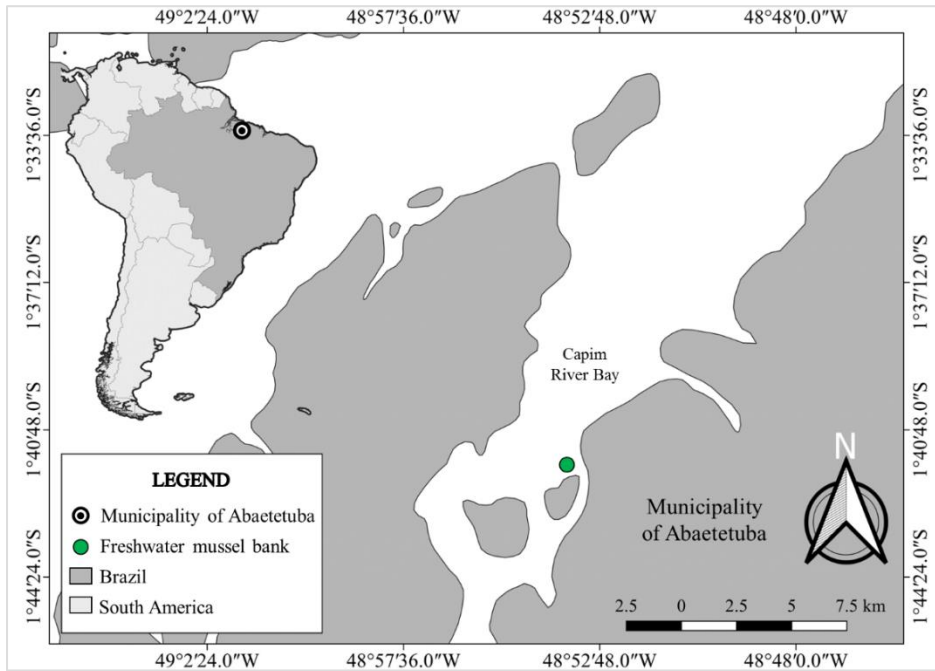 49°2'24.0"W 48°57'36.0"W 48°52'48.0"W 48°48'0.0"W
1°33'36.0"S 1°33'36.0"S
1°37'12.0"S 1°37'12.0"S
Capim
River Bay
1°40'48.0"S 1°40'48.0"S
N
LEGEND
Municipality of Abaetetuba
Freshwater mussel bank
Brazil
South America
Municipality
of Abaetetuba
1°44'24.0"S 1°44'24.0"S
2.5 0 2.5 5 7.5 km
49°2'24.0"W 48°57'36.0"W 48°52'48.0"W 48°48'0.0"W